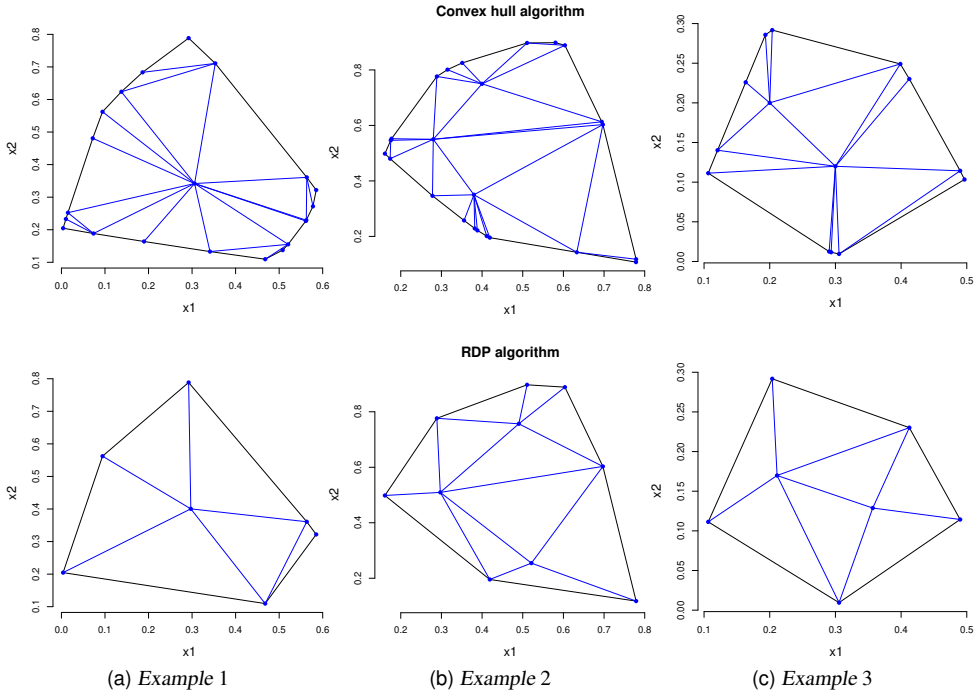 Convex hull algorithm
x2
0.1 0.2 0.3 0.4 0.5 0.6 0.7 0.8
0.0 0.1 0.2 0.3 0.4 0.5 0.6
x1
x2
0.2 0.4 0.6 0.8
0.2 0.3 0.4 0.5 0.6 0.7 0.8
x1
x2
0.00 0.05 0.10 0.15 0.20 0.25 0.30
0.1 0.2 0.3 0.4 0.5
x1
RDP algorithm
x2
0.1 0.2 0.3 0.4 0.5 0.6 0.7 0.8
0.0 0.1 0.2 0.3 0.4 0.5 0.6
x1
x2
0.2 0.4 0.6 0.8
0.2 0.3 0.4 0.5 0.6 0.7 0.8
x1
x2
0.00 0.05 0.10 0.15 0.20 0.25 0.30
0.1 0.2 0.3 0.4 0.5
x1
(a) Example 1
(b) Example 2
(c) Example 3